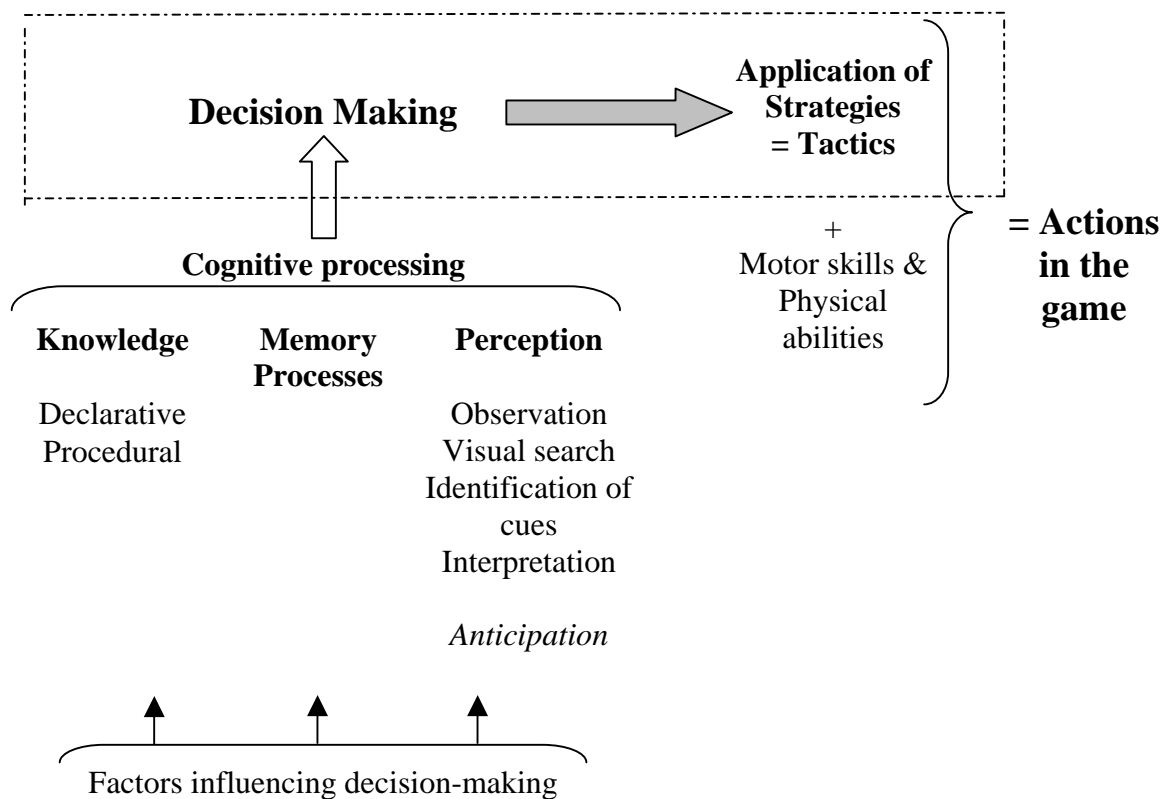 Decision Making
Application of
Strategies
= Tactics
+
Motor skills &
Physical
abilities
= Actions
in the
game
Cognitive processing
Knowledge
Declarative
Procedural
Memory
Processes
Perception
Observation
Visual search
Identification of
cues
Interpretation
Anticipation
Factors influencing decision-making